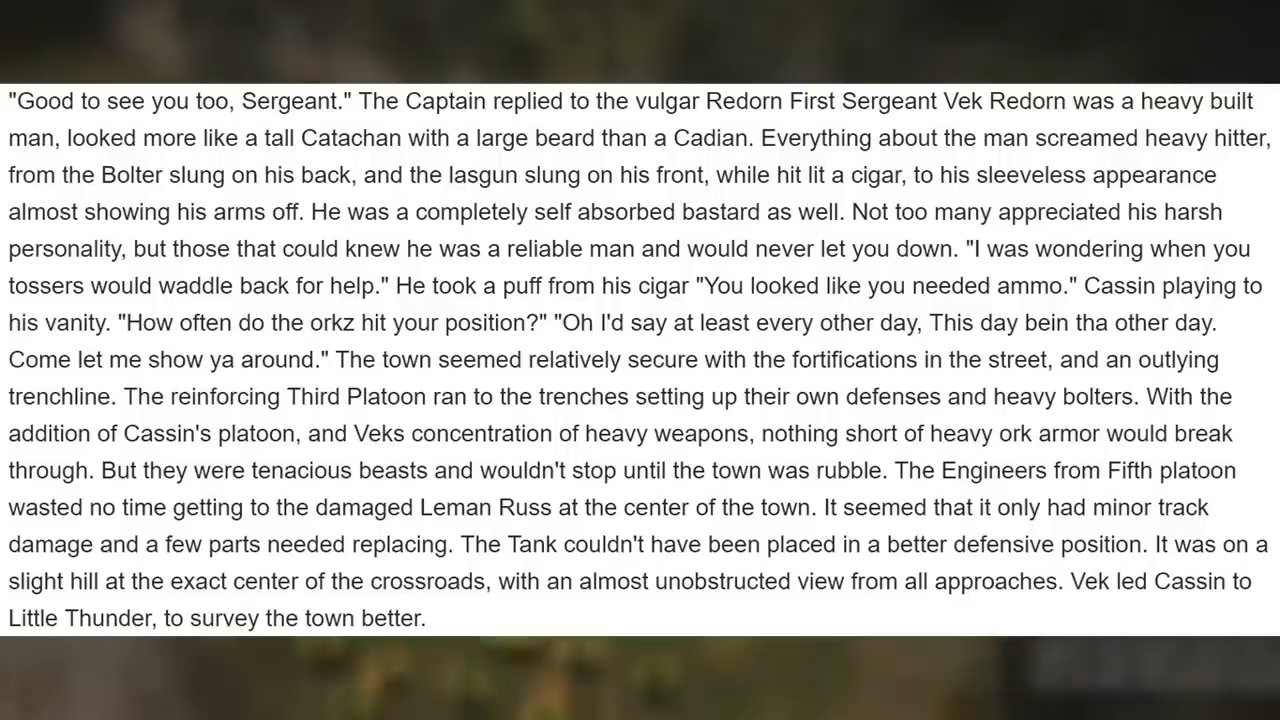 "Good to see you too, Sergeant." The Captain replied to the vulgar Redorn First Sergeant Vek Redorn was a heavy built
man, looked more like a tall Catachan with a large beard than a Cadian. Everything about the man screamed heavy hitter,
from the Bolter slung on his back, and the lasgun slung on his front, while hit lit a cigar, to his sleeveless appearance
almost showing his arms off. He was a completely self absorbed bastard as well. Not too many appreciated his harsh
personality, but those that could knew he was a reliable man and would never let you down. "I was wondering when you
tossers would waddle back for help." He took a puff from his cigar "You looked like you needed ammo." Cassin playing to
his vanity. "How often do the orkz hit your position?" "Oh I'd say at least every other day, This day bein tha other day.
Come let me show ya around." The town seemed relatively secure with the fortifications in the street, and an outlying
trenchline. The reinforcing Third Platoon ran to the trenches setting up their own defenses and heavy bolters. With the
addition of Cassin's platoon, and Veks concentration of heavy weapons, nothing short of heavy ork armor would break
through. But they were tenacious beasts and wouldn't stop until the town was rubble. The Engineers from Fifth platoon
wasted no time getting to the damaged Leman Russ at the center of the town. It seemed that it only had minor track
damage and a few parts needed replacing. The Tank couldn't have been placed in a better defensive position. It was on a
slight hill at the exact center of the crossroads, with an almost unobstructed view from all approaches. Vek led Cassin to
Little Thunder, to survey the town better.